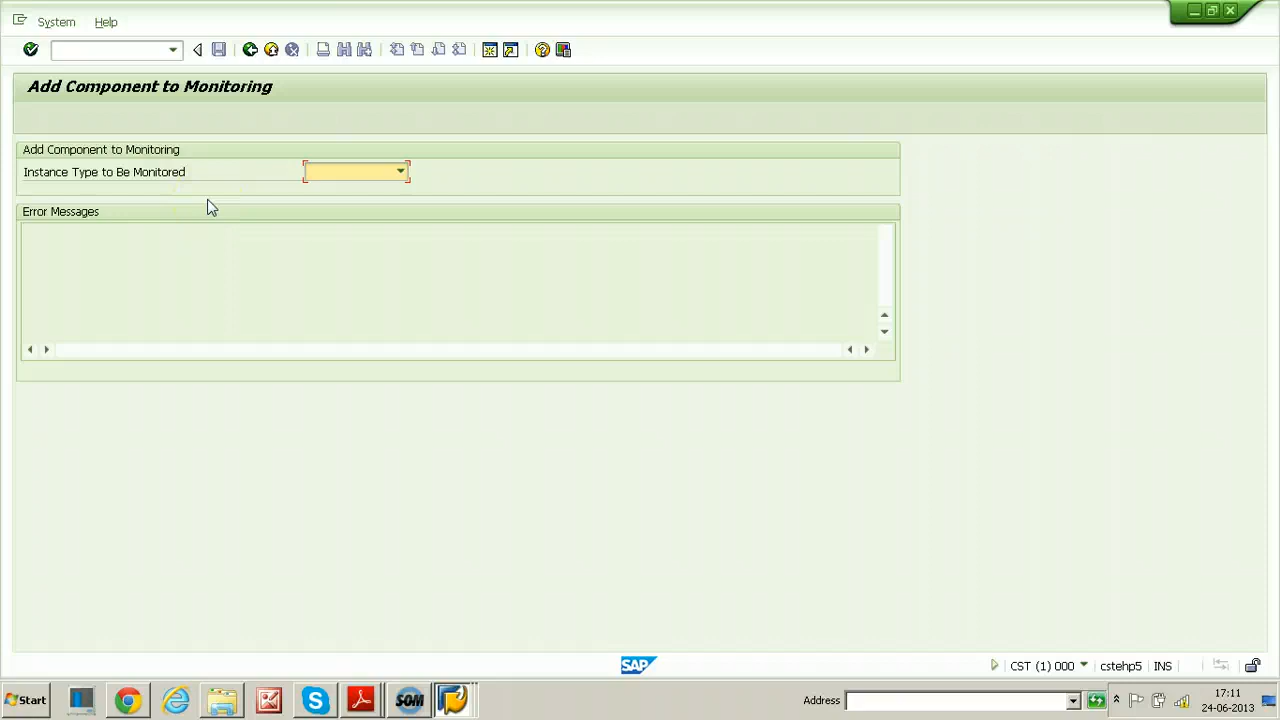 System Help
Add Component to Monitoring
Add Component to Monitoring
Instance Type to Be Monitored
Error Messages
SAP
CST (1) 000 cstehp5 INS
Start
SOM
Address
17:11
24-06-2013